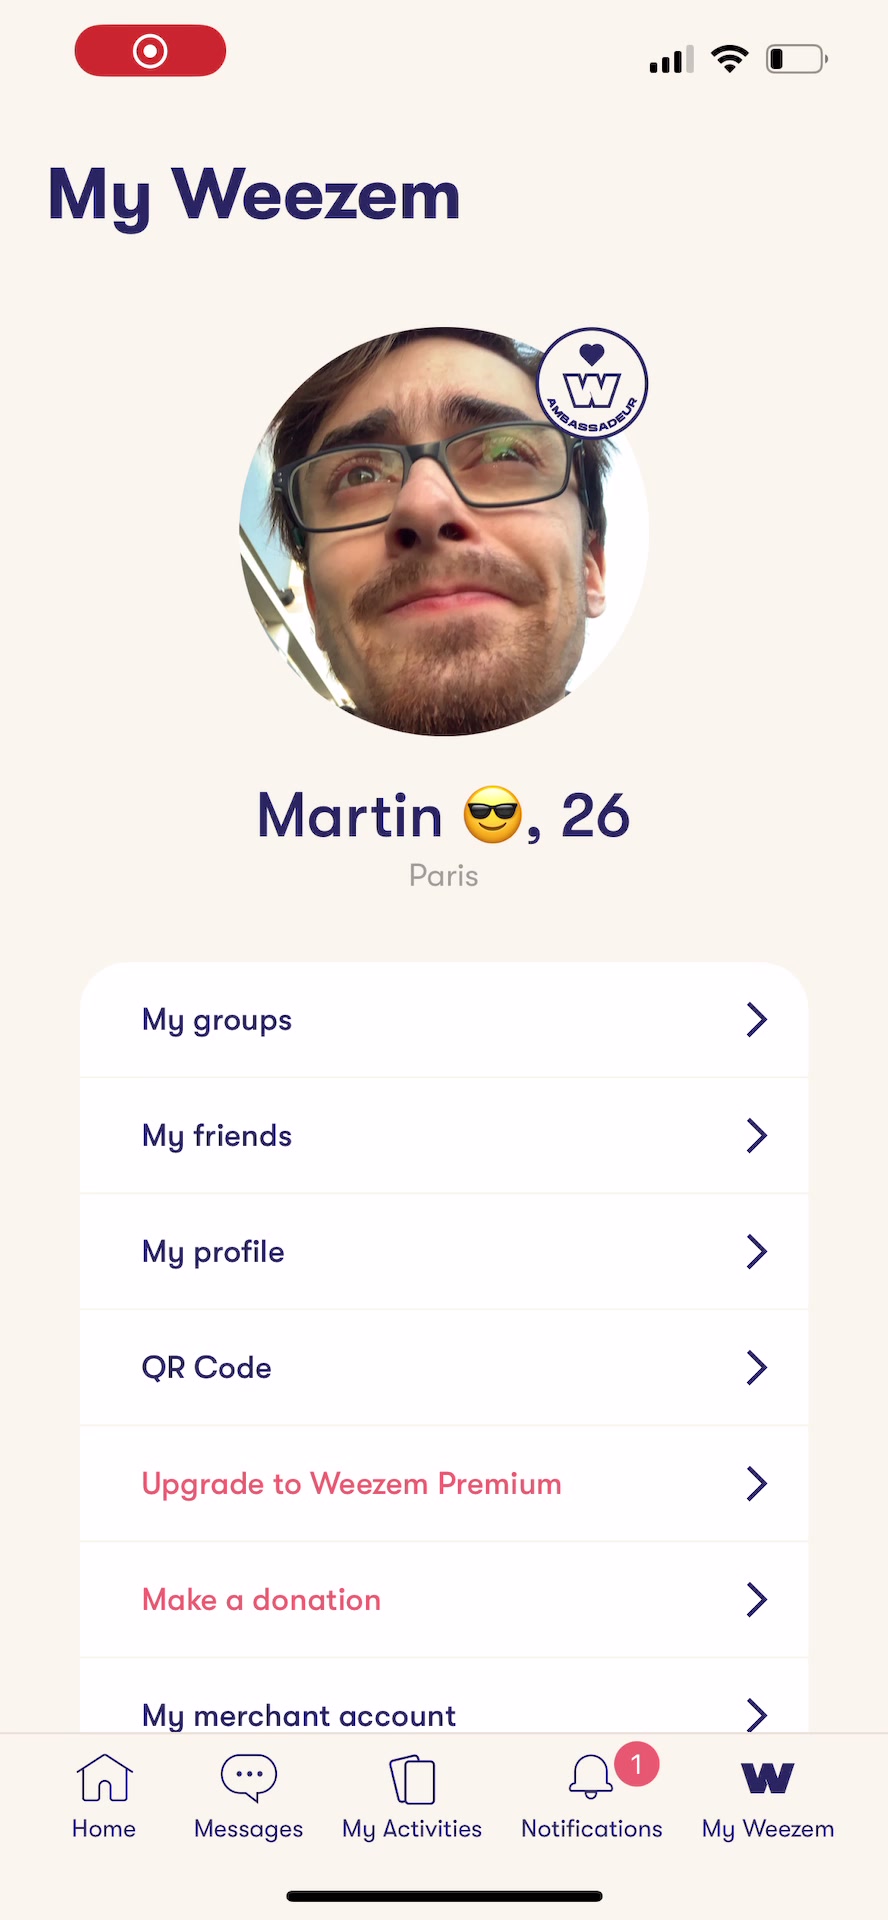 My Weezem
W
AMBASSADEUR
Martin 😎, 26
Paris
My groups
My friends
My profile
QR Code
Upgrade to Weezem Premium
Make a donation
My merchant account
1
W
Home
Messages
My Activities
Notifications
My Weezem